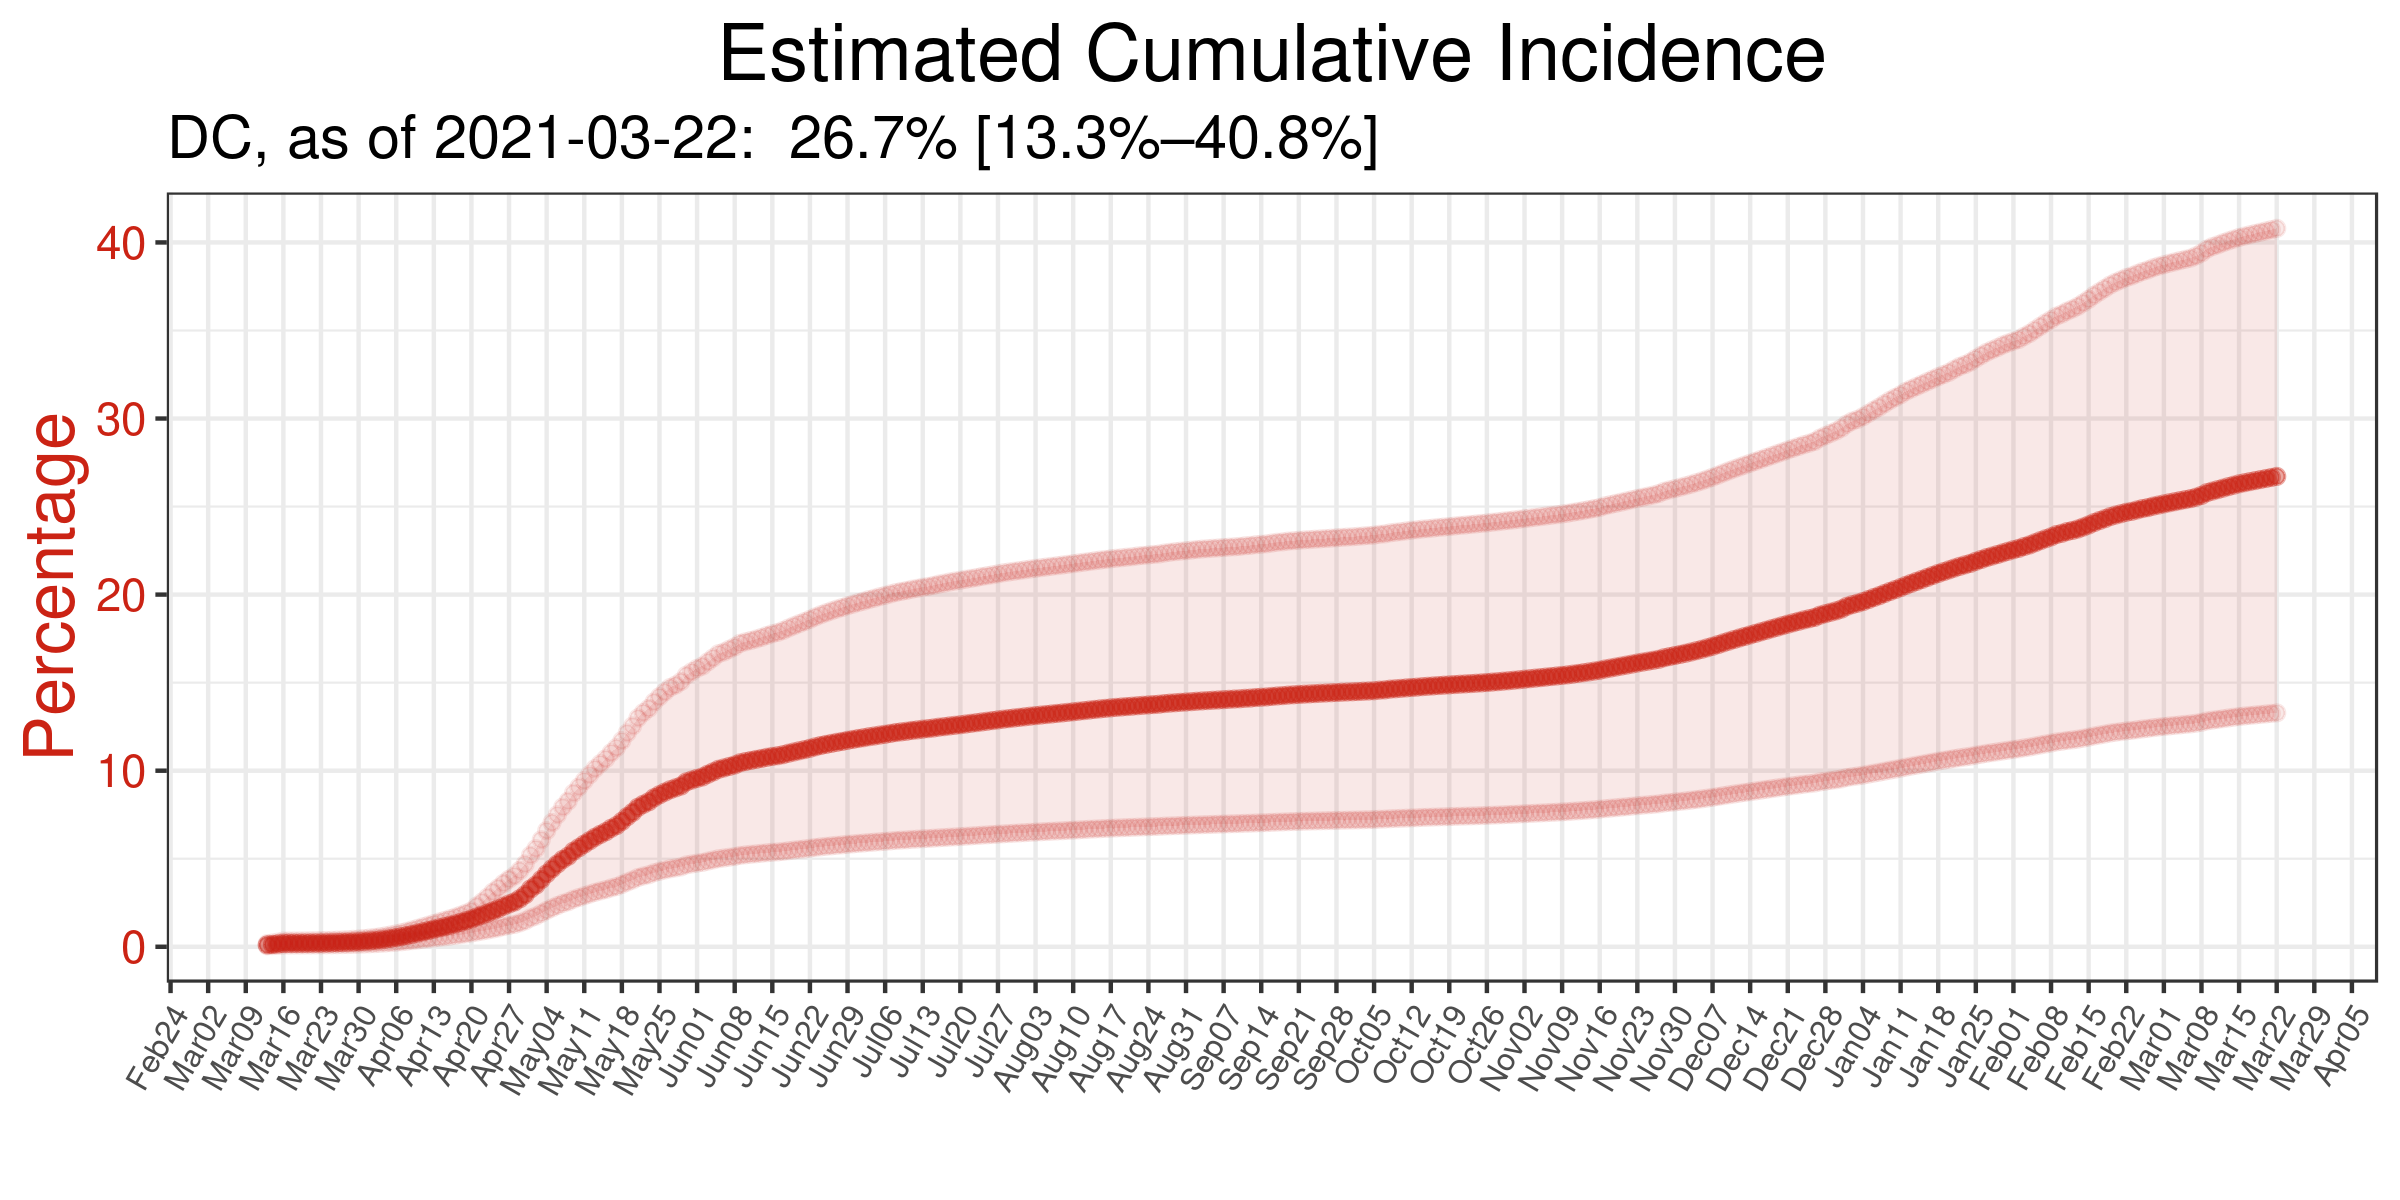 Estimated Cumulative Incidence
DC, as of 2021-03-22:  26.7% [13.3%–40.8%]
Percentage
40
30
20
10
0
Feb24
Mar02
Mar09
Mar16
Mar23
Mar30
Apr06
Apr13
Apr20
Apr27
May04
May11
May18
May25
Jun01
Jun08
Jun15
Jun22
Jun29
Jul06
Jul13
Jul20
Jul27
Aug03
Aug10
Aug17
Aug24
Aug31
Sep07
Sep14
Sep21
Sep28
Oct05
Oct12
Oct19
Oct26
Nov02
Nov09
Nov16
Nov23
Nov30
Dec07
Dec14
Dec21
Dec28
Jan04
Jan11
Jan18
Jan25
Feb01
Feb08
Feb15
Feb22
Mar01
Mar08
Mar15
Mar22
Mar29
Apr05